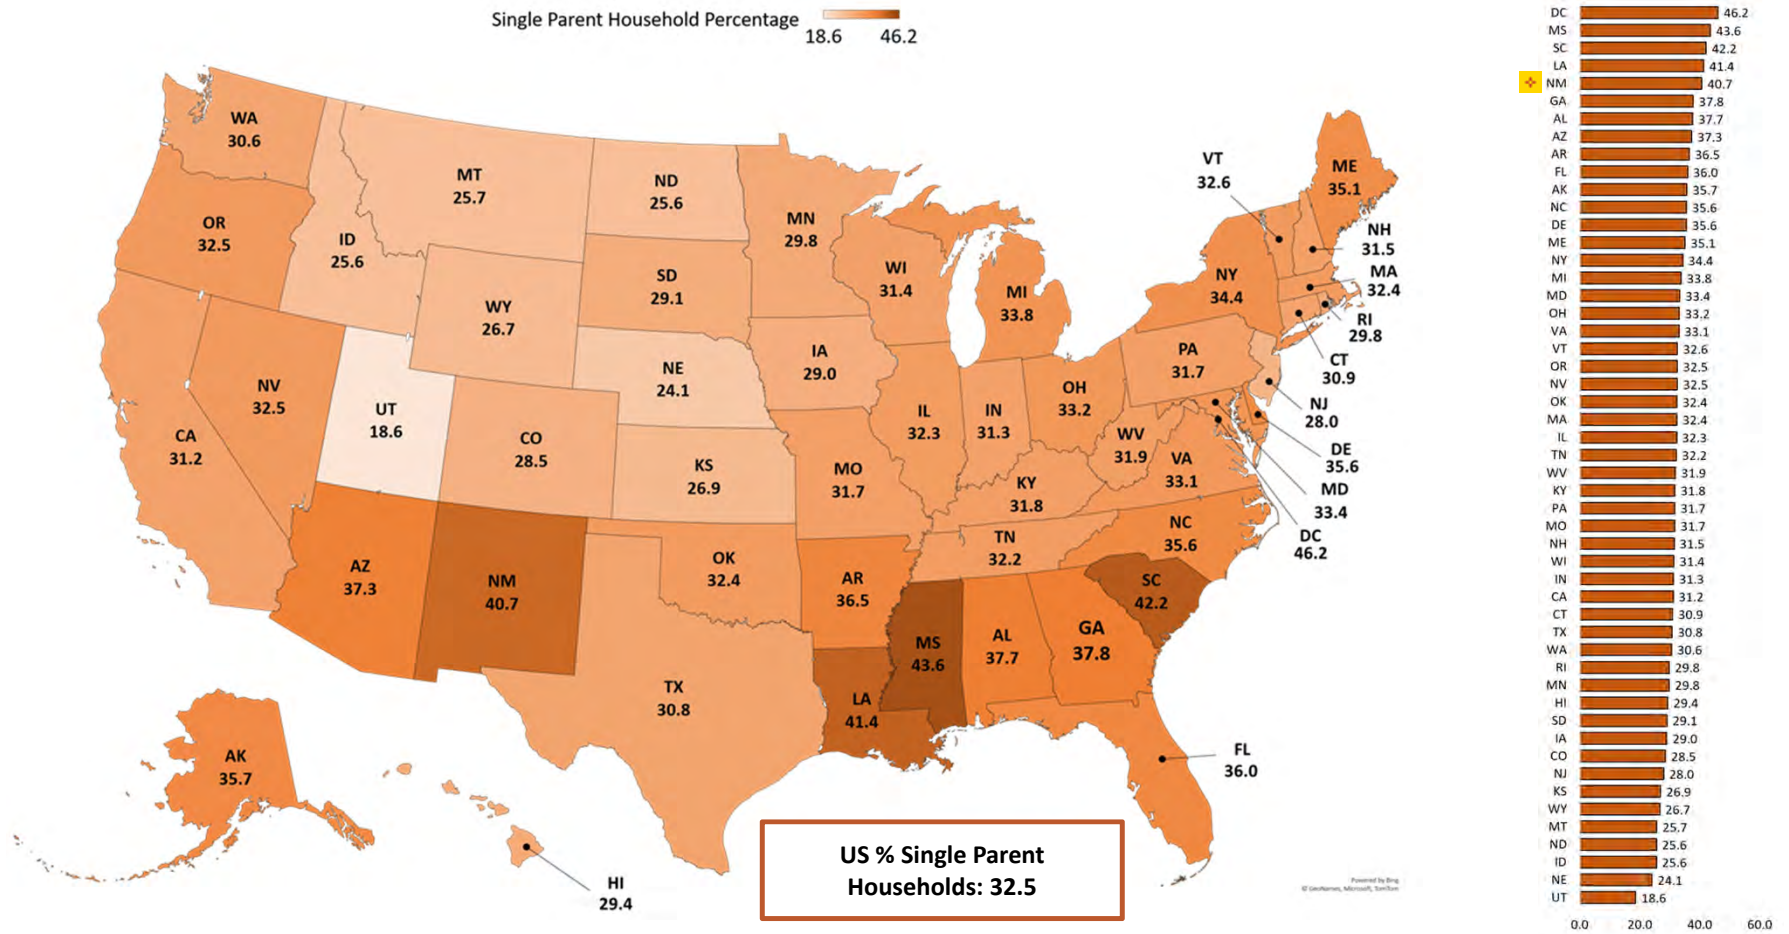 Single Parent Household Percentage
18.6 46.2
WA
30.6
MT
25.7
ND
25.6
MN
29.8
OR
32.5
ID
25.6
WY
26.7
SD
29.1
WI
31.4
MI
33.8
NY
34.4
VT
32.6
ME
35.1
NH
31.5
MA
32.4
RI
29.8
CT
30.9
NJ
28.0
DE
35.6
MD
33.4
DC
46.2
CA
31.2
NV
32.5
UT
18.6
CO
28.5
NE
24.1
KS
26.9
IA
29.0
MO
31.7
IL
32.3
IN
31.3
OH
33.2
PA
31.7
WV
31.9
VA
33.1
KY
31.8
TN
32.2
NC
35.6
SC
42.2
AZ
37.3
NM
40.7
OK
32.4
AR
36.5
TX
30.8
LA
41.4
MS
43.6
AL
37.7
GA
37.8
FL
36.0
AK
35.7
HI
29.4
US % Single Parent
Households: 32.5
Powered by Bing
© GeoNames, Microsoft, TomTom
DC 46.2
MS 43.6
SC 42.2
LA 41.4
NM 40.7
GA 37.8
AL 37.7
AZ 37.3
AR 36.5
FL 36.0
AK 35.7
NC 35.6
DE 35.6
ME 35.1
NY 34.4
MI 33.8
MD 33.4
OH 33.2
VA 33.1
VT 32.6
OR 32.5
NV 32.5
OK 32.4
MA 32.4
IL 32.3
TN 32.2
WV 31.9
KY 31.8
PA 31.7
MO 31.7
NH 31.5
WI 31.4
IN 31.3
CA 31.2
CT 30.9
TX 30.8
WA 30.6
RI 29.8
MN 29.8
HI 29.4
SD 29.1
IA 29.0
CO 28.5
NJ 28.0
KS 26.9
WY 26.7
MT 25.7
ND 25.6
ID 25.6
NE 24.1
UT 18.6
0.0 20.0 40.0 60.0